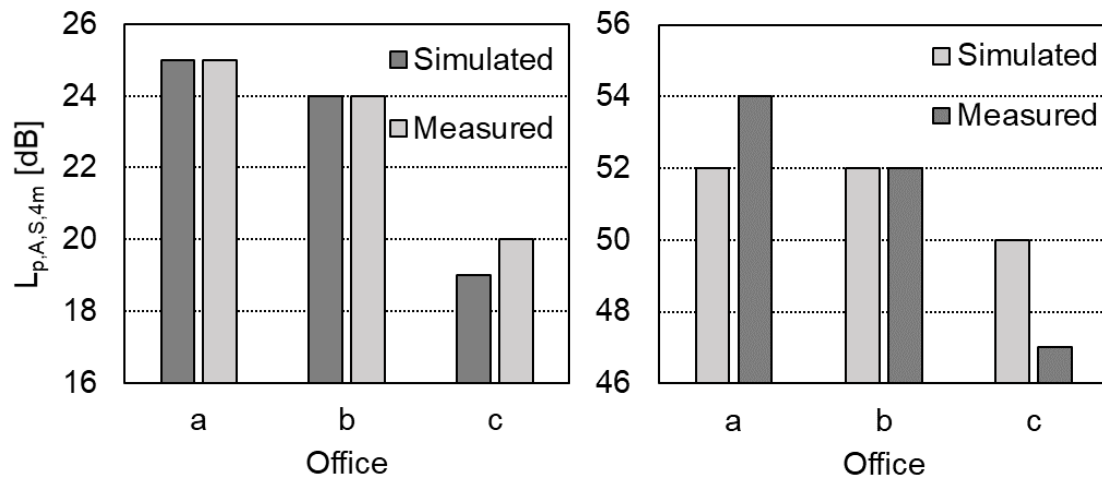 L_p,A,S,4m [dB]
26
24
22
20
18
16
Simulated
Measured
a b c
Office
56
54
52
50
48
46
Simulated
Measured
a b c
Office